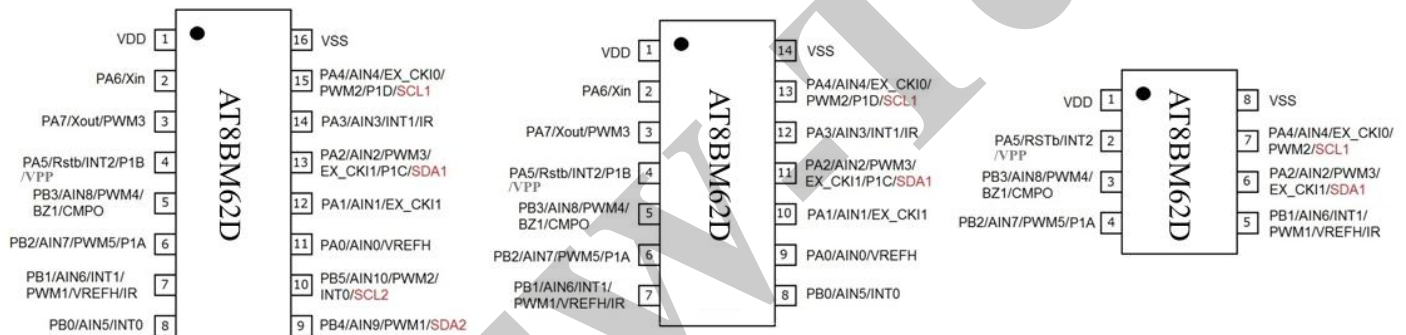 VDD 1
PA6/Xin 2
PA7/Xout/PWM3 3
PA5/Rstb/INT2/P1B 4
/VPP
PB3/AIN8/PWM4/
BZ1/CMPO 5
PB2/AIN7/PWM5/P1A 6
PB1/AIN6/INT1/
PWM1/VREFH/IR 7
PB0/AIN5/INT0 8
AT8BM62D
16 VSS
15 PA4/AIN4/EX_CKI0/
PWM2/P1D/SCL1
14 PA3/AIN3/INT1/IR
13 PA2/AIN2/PWM3/
EX_CKI1/P1C/SDA1
12 PA1/AIN1/EX_CKI1
11 PA0/AIN0/VREFH
10 PB5/AIN10/PWM2/
INT0/SCL2
9 PB4/AIN9/PWM1/SDA2
VDD 1
PA6/Xin 2
PA7/Xout/PWM3 3
PA5/Rstb/INT2/P1B 4
/VPP
PB3/AIN8/PWM4/
BZ1/CMPO 5
PB2/AIN7/PWM5/P1A 6
PB1/AIN6/INT1/
PWM1/VREFH/IR 7
AT8BM62D
14 VSS
13 PA4/AIN4/EX_CKI0/
PWM2/P1D/SCL1
12 PA3/AIN3/INT1/IR
11 PA2/AIN2/PWM3/
EX_CKI1/P1C/SDA1
10 PA1/AIN1/EX_CKI1
9 PA0/AIN0/VREFH
8 PB0/AIN5/INT0
VDD 1
PA5/RSTb/INT2 2
/VPP
PB3/AIN8/PWM4/
BZ1/CMPO 3
PB2/AIN7/PWM5/P1A 4
AT8BM62D
8 VSS
7 PA4/AIN4/EX_CKI0/
PWM2/SCL1
6 PA2/AIN2/PWM3/
EX_CKI1/SDA1
5 PB1/AIN6/INT1/
PWM1/VREFH/IR